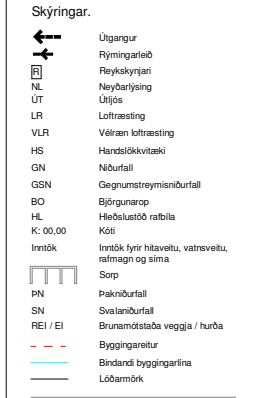 Skýringar.
Útgangur
Rýmingarleið
R Reykskynjari
NL Neyðarlýsing
ÚT Útljós
LR Loftræsting
VLR Vélræn loftræsting
HS Handslökkvitæki
GN Niðurfall
GSN Gegnumstreymisniðurfall
BO Björgunarop
HL Hleðslustöð rafbíla
K: 00,00 Kóti
Inntök Inntök fyrir hitaveitu, vatnsveitu,
rafmagn og síma
Sorp
ÞN Þakniðurfall
SN Svalaniðurfall
REI / EI Brunamótstaða veggja / hurða
Byggingareitur
Bindandi byggingarlína
Lóðarmörk